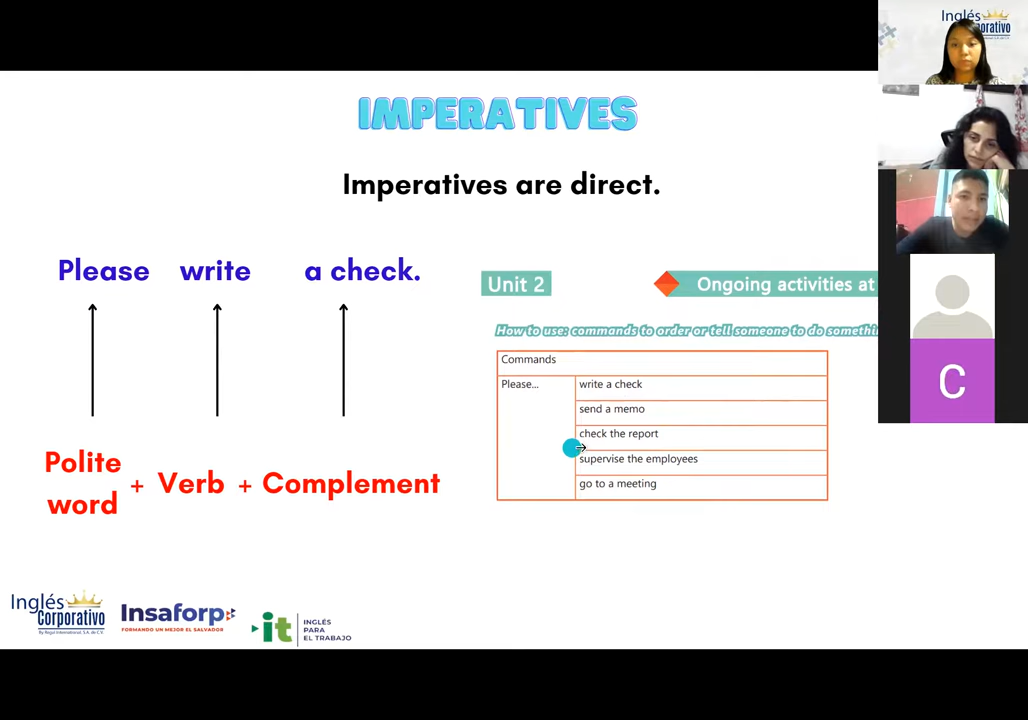 IMPERATIVES
Imperatives are direct.
Please write a check.
Polite
word + Verb + Complement
Unit 2
Ongoing activities at
How to use: commands to order or tell someone to do somethi
Commands
Please...
write a check
send a memo
check the report
supervise the employees
go to a meeting
Inglés
Corporativo
By Regal International. S.A. de C.V.
Insaforp
FORMANDO UN MEJOR EL SALVADOR
it
INGLÉS
PARA
EL TRABAJO
Inglés
orativo
C